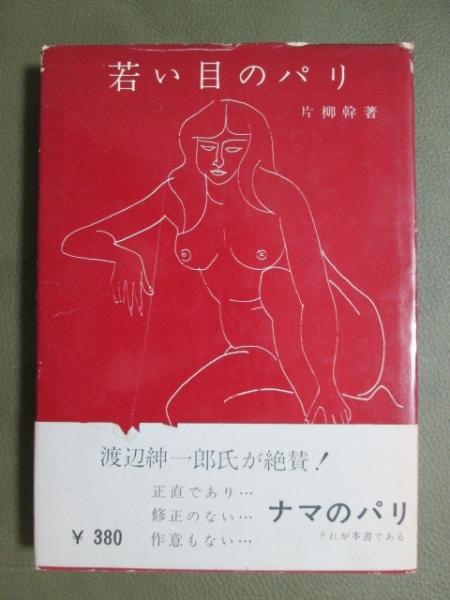 若い目のパリ
片柳幹著
渡辺紳一郎氏が絶賛!
正直であり…
修正のない…
作意もない…
ナマのパリ
それが本書である
¥ 380